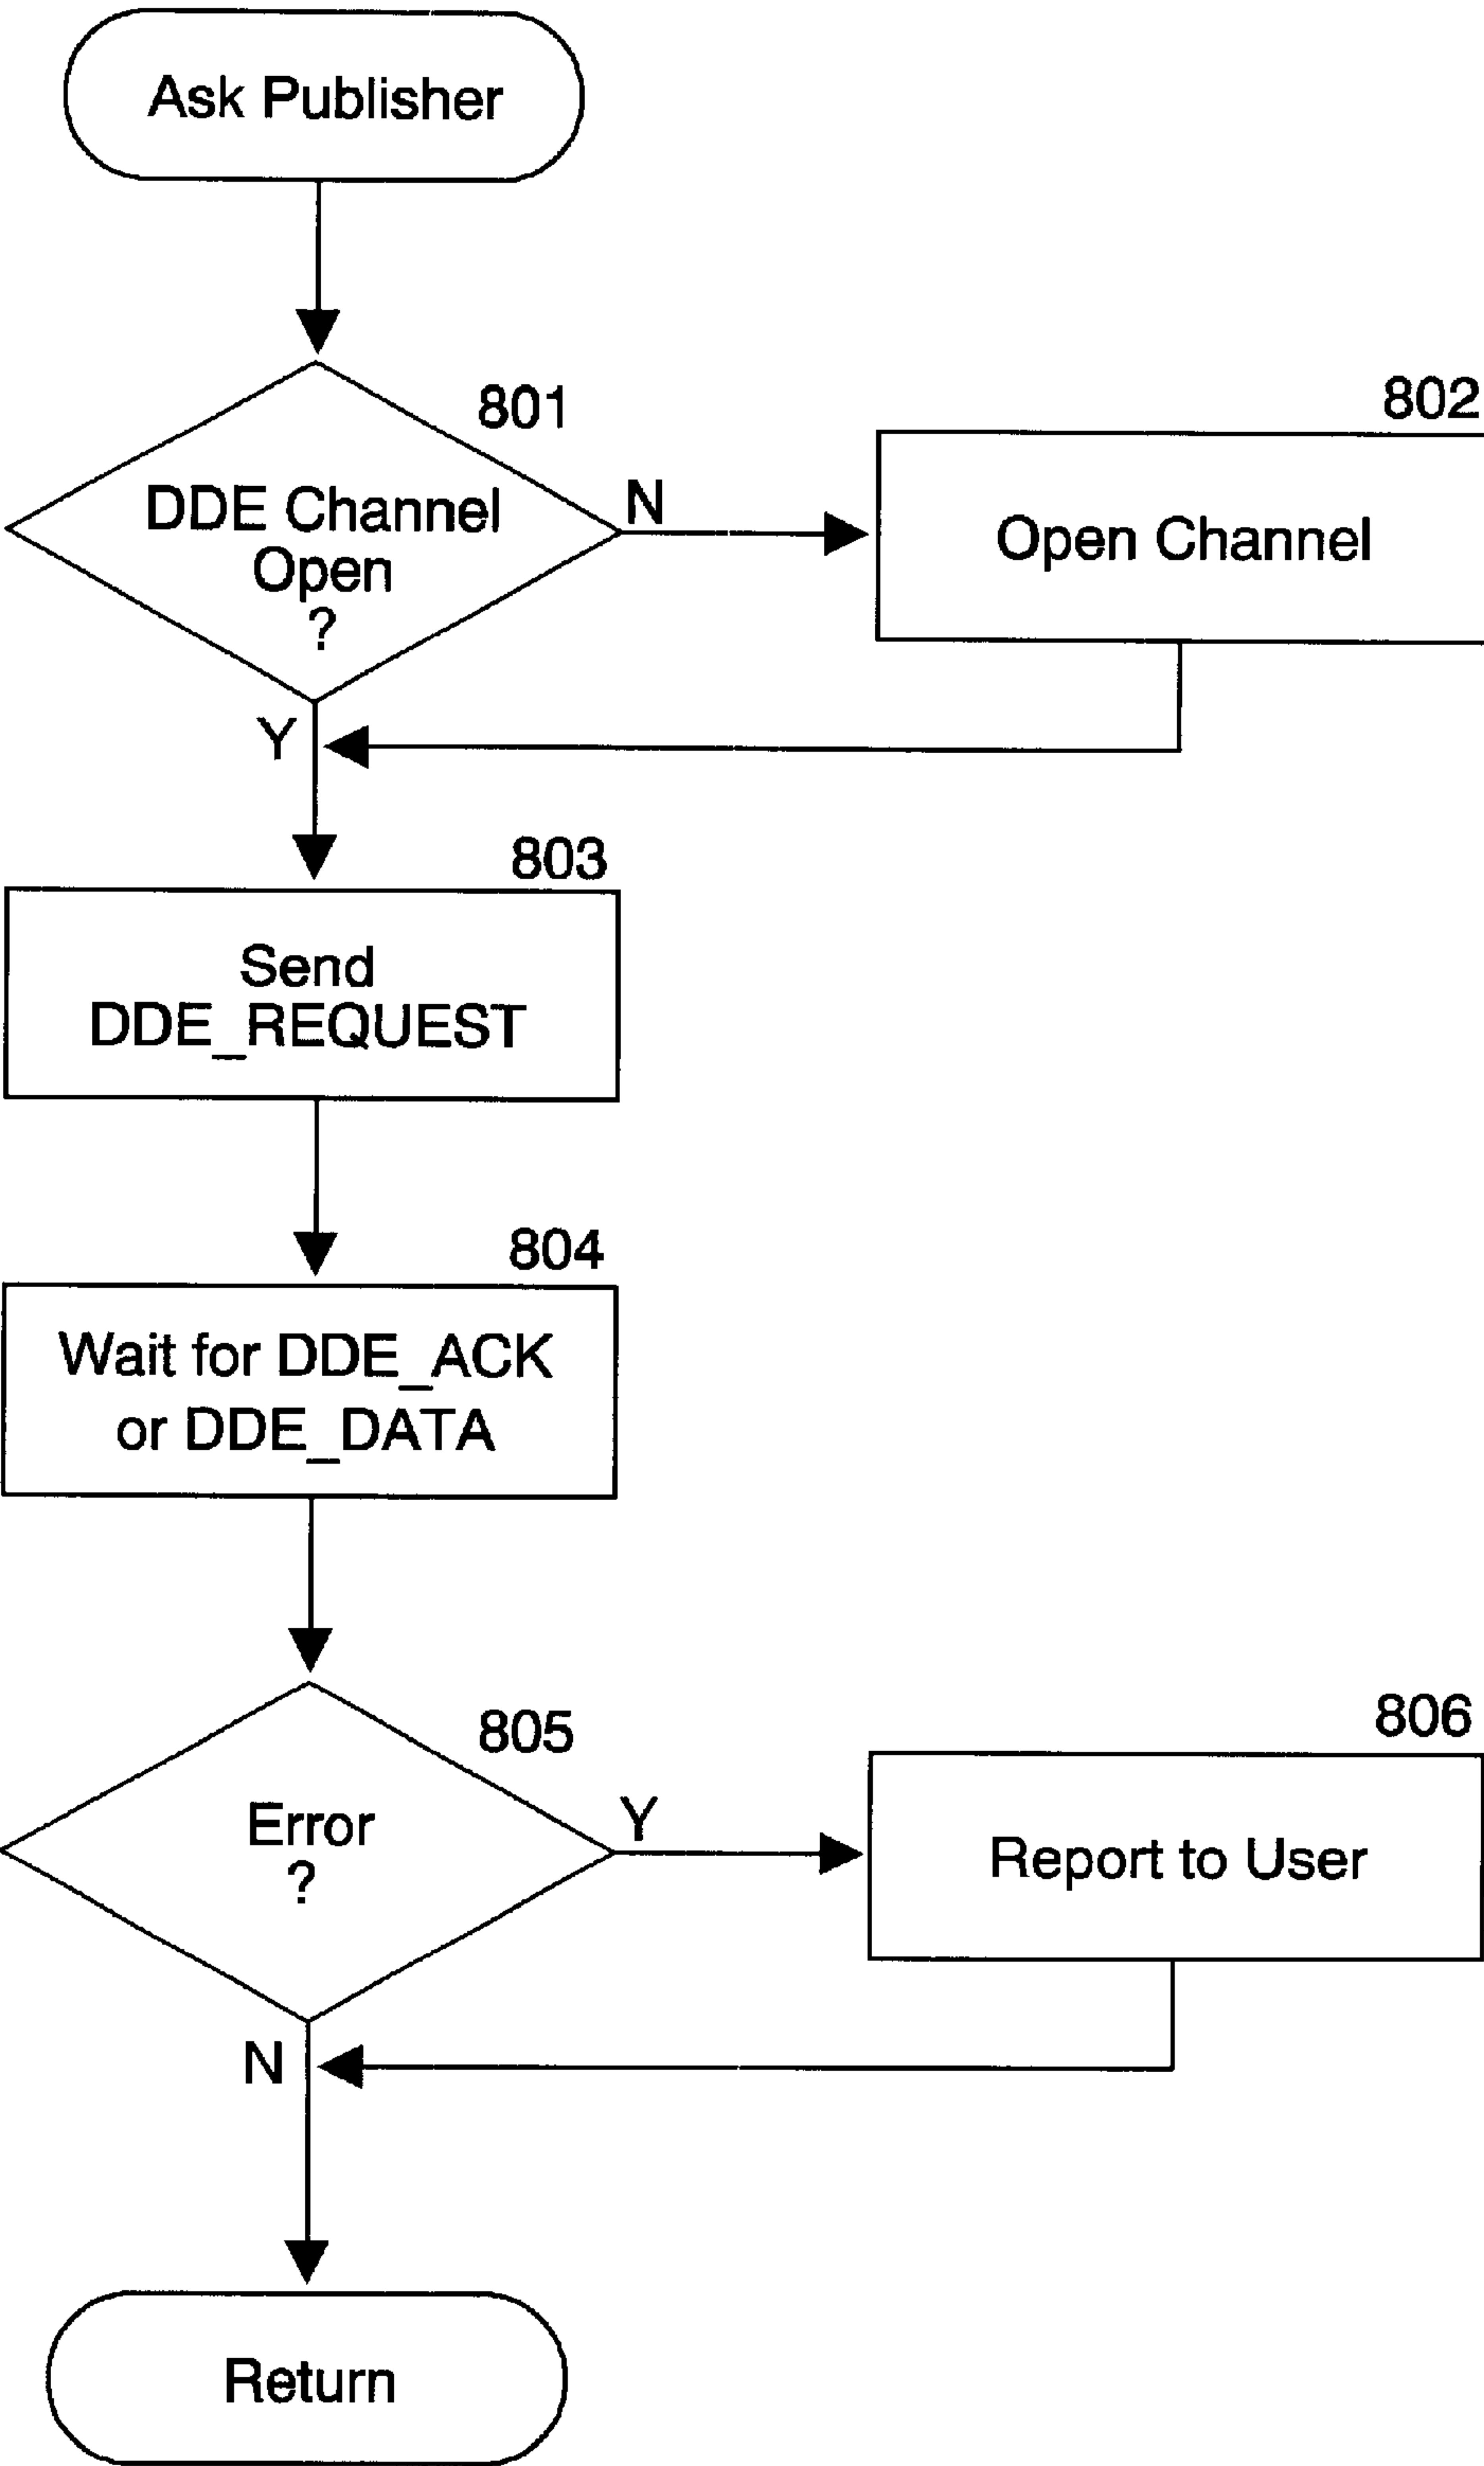 Ask Publisher
801
DDE Channel
Open
?
N
802
Open Channel
Y
803
Send
DDE_REQUEST
804
Wait for DDE_ACK
or DDE_DATA
805
Error
?
Y
806
Report to User
N
Return